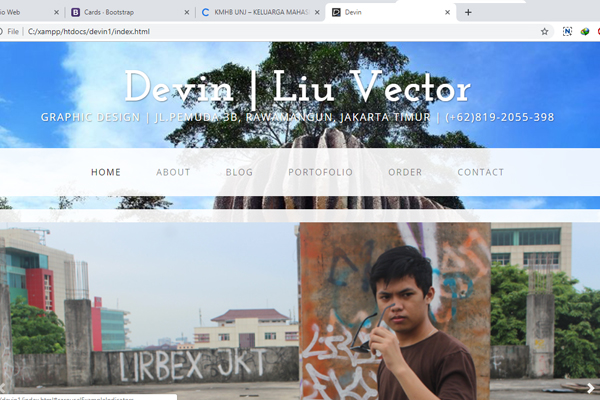 io Web
Cards · Bootstrap
KMHB UNJ – KELUARGA MAHAS
Devin
File
C:/xampp/htdocs/devin1/index.html
Devin | Liu Vector
GRAPHIC DESIGN | JL.PEMUDA 3B, RAWAMANGUN, JAKARTA TIMUR | (+62)819-2055-398
HOME ABOUT BLOG PORTOFOLIO ORDER CONTACT
LIRBEX JKT